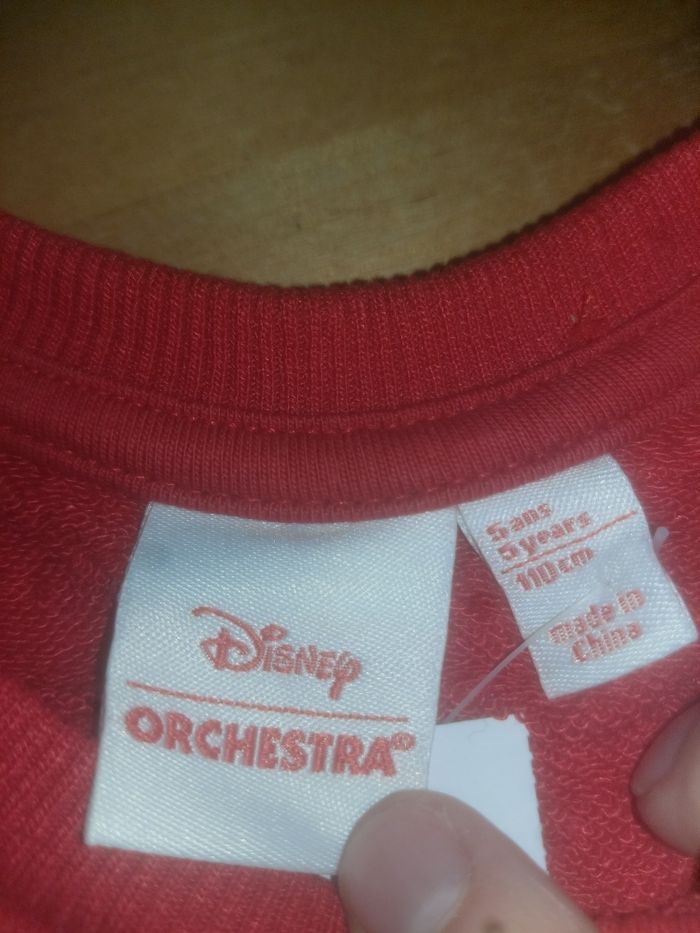 Disney
ORCHESTRA®
5 ans
5 years
110 cm
made in
China